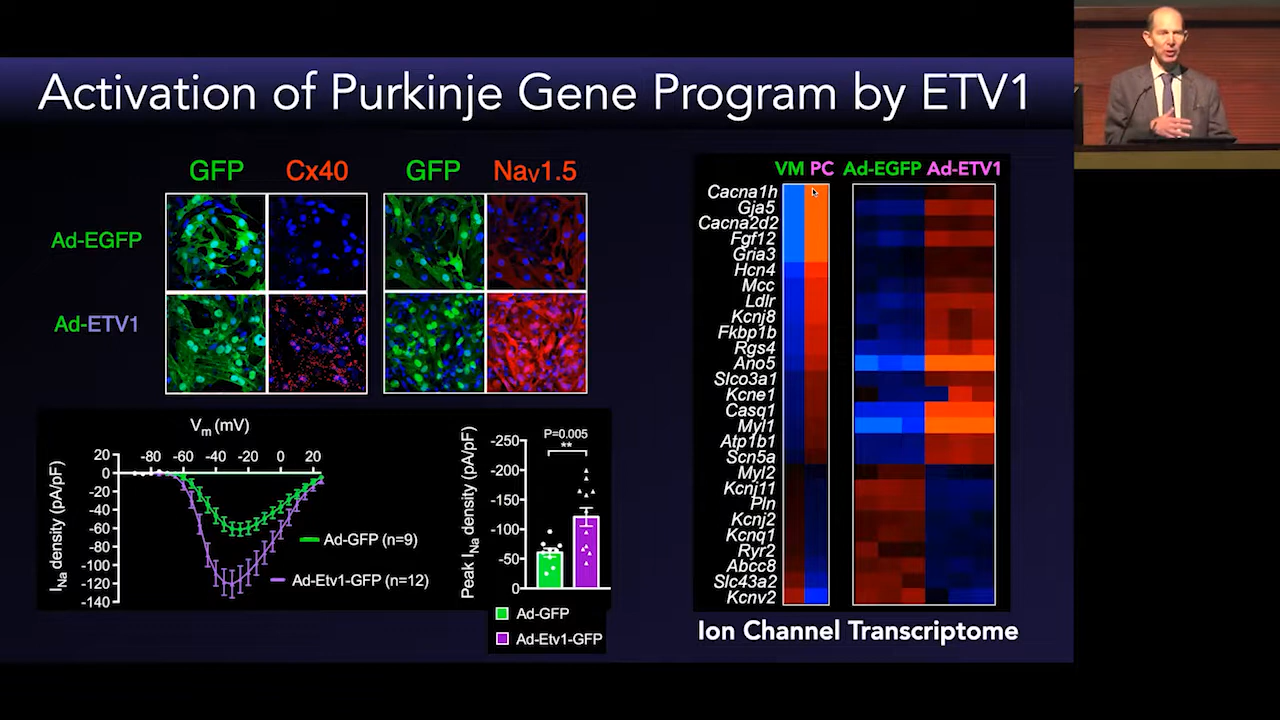 Activation of Purkinje Gene Program by ETV1
GFP Cx40 GFP Nav1.5
Ad-EGFP
Ad-ETV1
Vm (mV)
-80 -60 -40 -20 0 20
20
0
-20
-40
-60
-80
-100
-120
-140
INa density (pA/pF)
Ad-GFP (n=9)
Ad-Etv1-GFP (n=12)
Peak INa density (pA/pF)
-250
-200
-150
-100
-50
0
P=0.005
**
Ad-GFP
Ad-Etv1-GFP
VM PC Ad-EGFP Ad-ETV1
Cacna1h
Gja5
Cacna2d2
Fgf12
Gria3
Hcn4
Mcc
Ldlr
Kcnj8
Fkbp1b
Rgs4
Ano5
Slco3a1
Kcne1
Casq1
Myl1
Atp1b1
Scn5a
Myl2
Kcnj11
Pln
Kcnj2
Kcnq1
Ryr2
Abcc8
Slc43a2
Kcnv2
Ion Channel Transcriptome